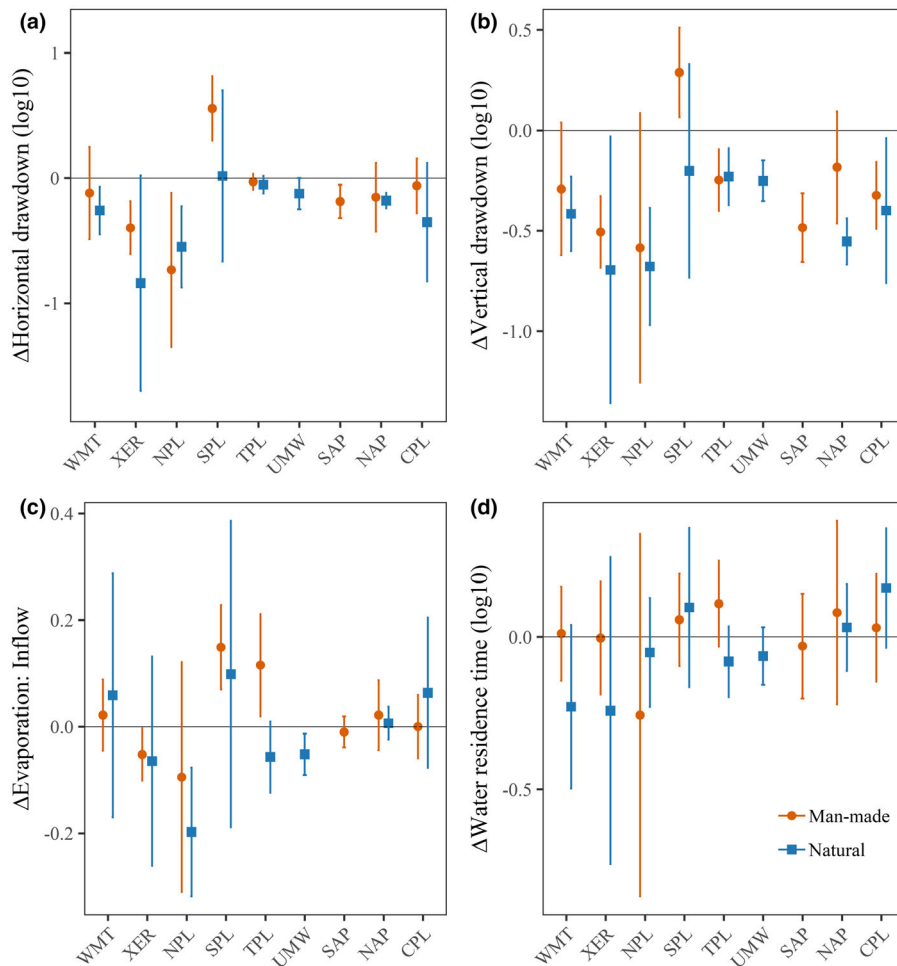 (a)
ΔHorizontal drawdown (log10)
1
0
-1
WMT XER NPL SPL TPL UMW SAP NAP CPL
(b)
ΔVertical drawdown (log10)
0.5
0.0
-0.5
-1.0
WMT XER NPL SPL TPL UMW SAP NAP CPL
(c)
ΔEvaporation: Inflow
0.4
0.2
0.0
-0.2
WMT XER NPL SPL TPL UMW SAP NAP CPL
(d)
ΔWater residence time (log10)
0.0
-0.5
Man-made
Natural
WMT XER NPL SPL TPL UMW SAP NAP CPL